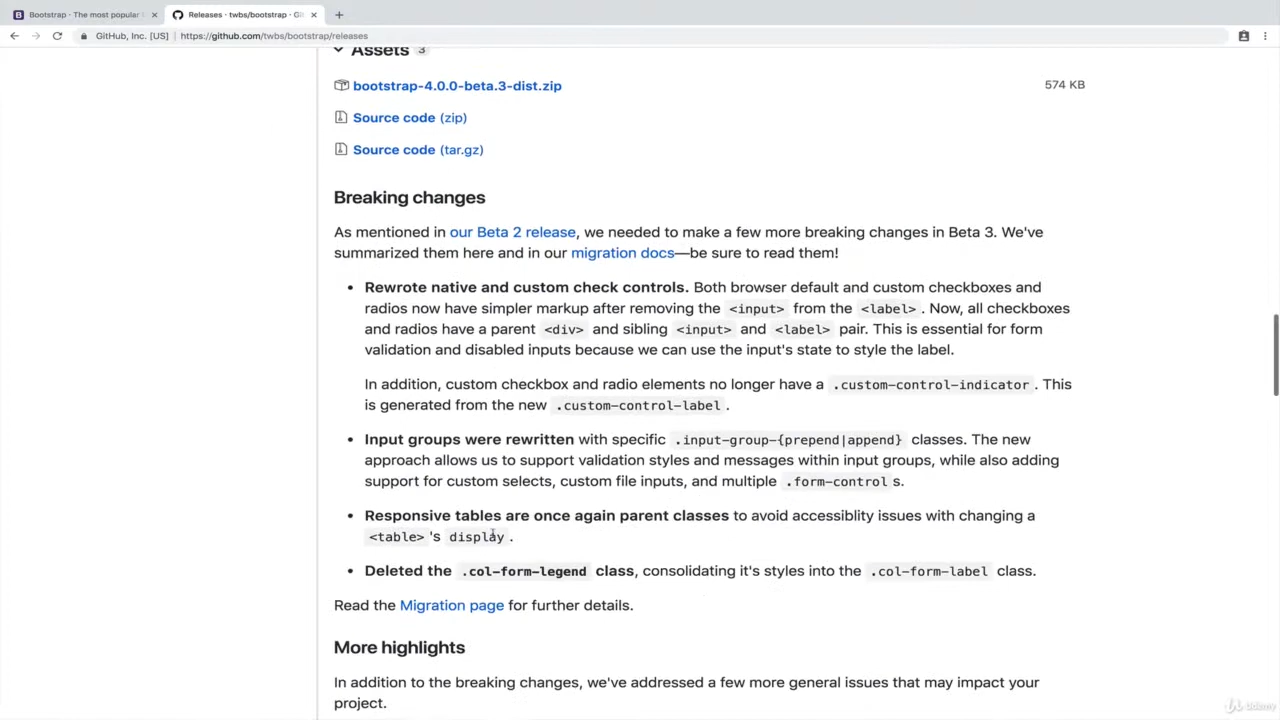 Bootstrap · The most popular
Releases · twbs/bootstrap · Git
GitHub, Inc. [US]
https://github.com/twbs/bootstrap/releases
Assets 3
bootstrap-4.0.0-beta.3-dist.zip
574 KB
Source code (zip)
Source code (tar.gz)
Breaking changes
As mentioned in our Beta 2 release, we needed to make a few more breaking changes in Beta 3. We've
summarized them here and in our migration docs—be sure to read them!
• Rewrote native and custom check controls. Both browser default and custom checkboxes and
radios now have simpler markup after removing the <input> from the <label>. Now, all checkboxes
and radios have a parent <div> and sibling <input> and <label> pair. This is essential for form
validation and disabled inputs because we can use the input's state to style the label.
In addition, custom checkbox and radio elements no longer have a .custom-control-indicator. This
is generated from the new .custom-control-label.
• Input groups were rewritten with specific .input-group-{prepend|append} classes. The new
approach allows us to support validation styles and messages within input groups, while also adding
support for custom selects, custom file inputs, and multiple .form-control s.
• Responsive tables are once again parent classes to avoid accessiblity issues with changing a
<table> 's display.
• Deleted the .col-form-legend class, consolidating it's styles into the .col-form-label class.
Read the Migration page for further details.
More highlights
In addition to the breaking changes, we've addressed a few more general issues that may impact your
project.
Udemy